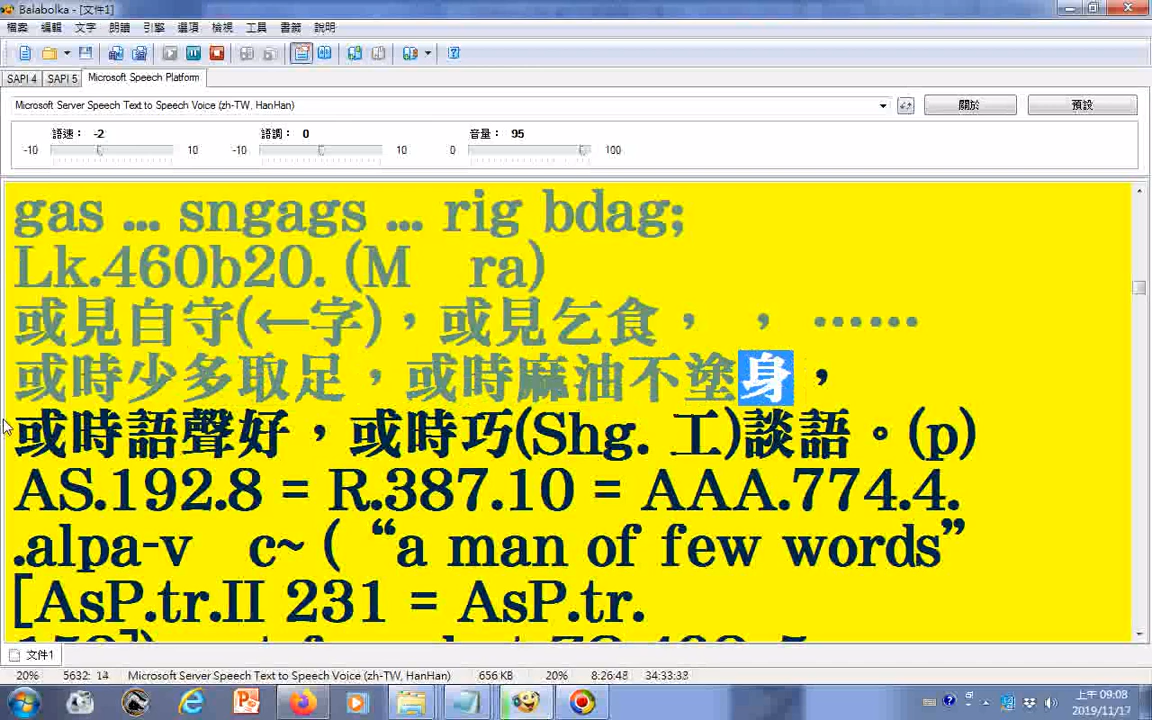 Balabolka - [文件1]
檔案 編輯 文字 朗讀 引擎 選項 檢視 工具 書籤 說明
SAPI 4 SAPI 5 Microsoft Speech Platform
Microsoft Server Speech Text to Speech Voice (zh-TW, HanHan) 關於 預設
語速： -2 語調： 0 音量： 95
-10 10 -10 10 0 100
gas ... sngags ... rig bdag;
Lk.460b20. (M ra)
或見自守(←字)，或見乞食， ， ……
或時少多取足，或時麻油不塗身，
或時語聲好，或時巧(Shg. 工)談語。(p)
AS.192.8 = R.387.10 = AAA.774.4.
.alpa-v c~ ( “a man of few words”
[AsP.tr.II 231 = AsP.tr.
文件1
20% 5632: 14 Microsoft Server Speech Text to Speech Voice (zh-TW, HanHan) 656 KB 20% 8:26:48 34:33:33
上午 09:08
2019/11/17